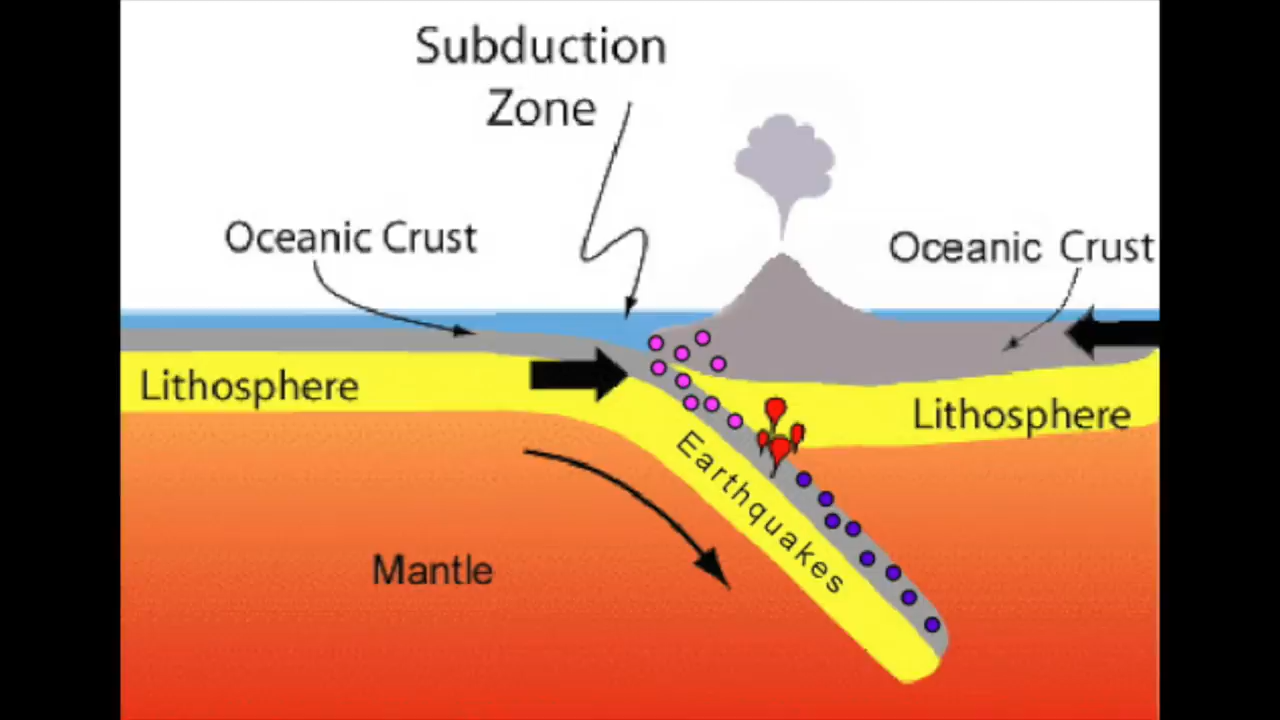 Subduction
Zone
Oceanic Crust
Oceanic Crust
Lithosphere
Lithosphere
Earthquakes
Mantle